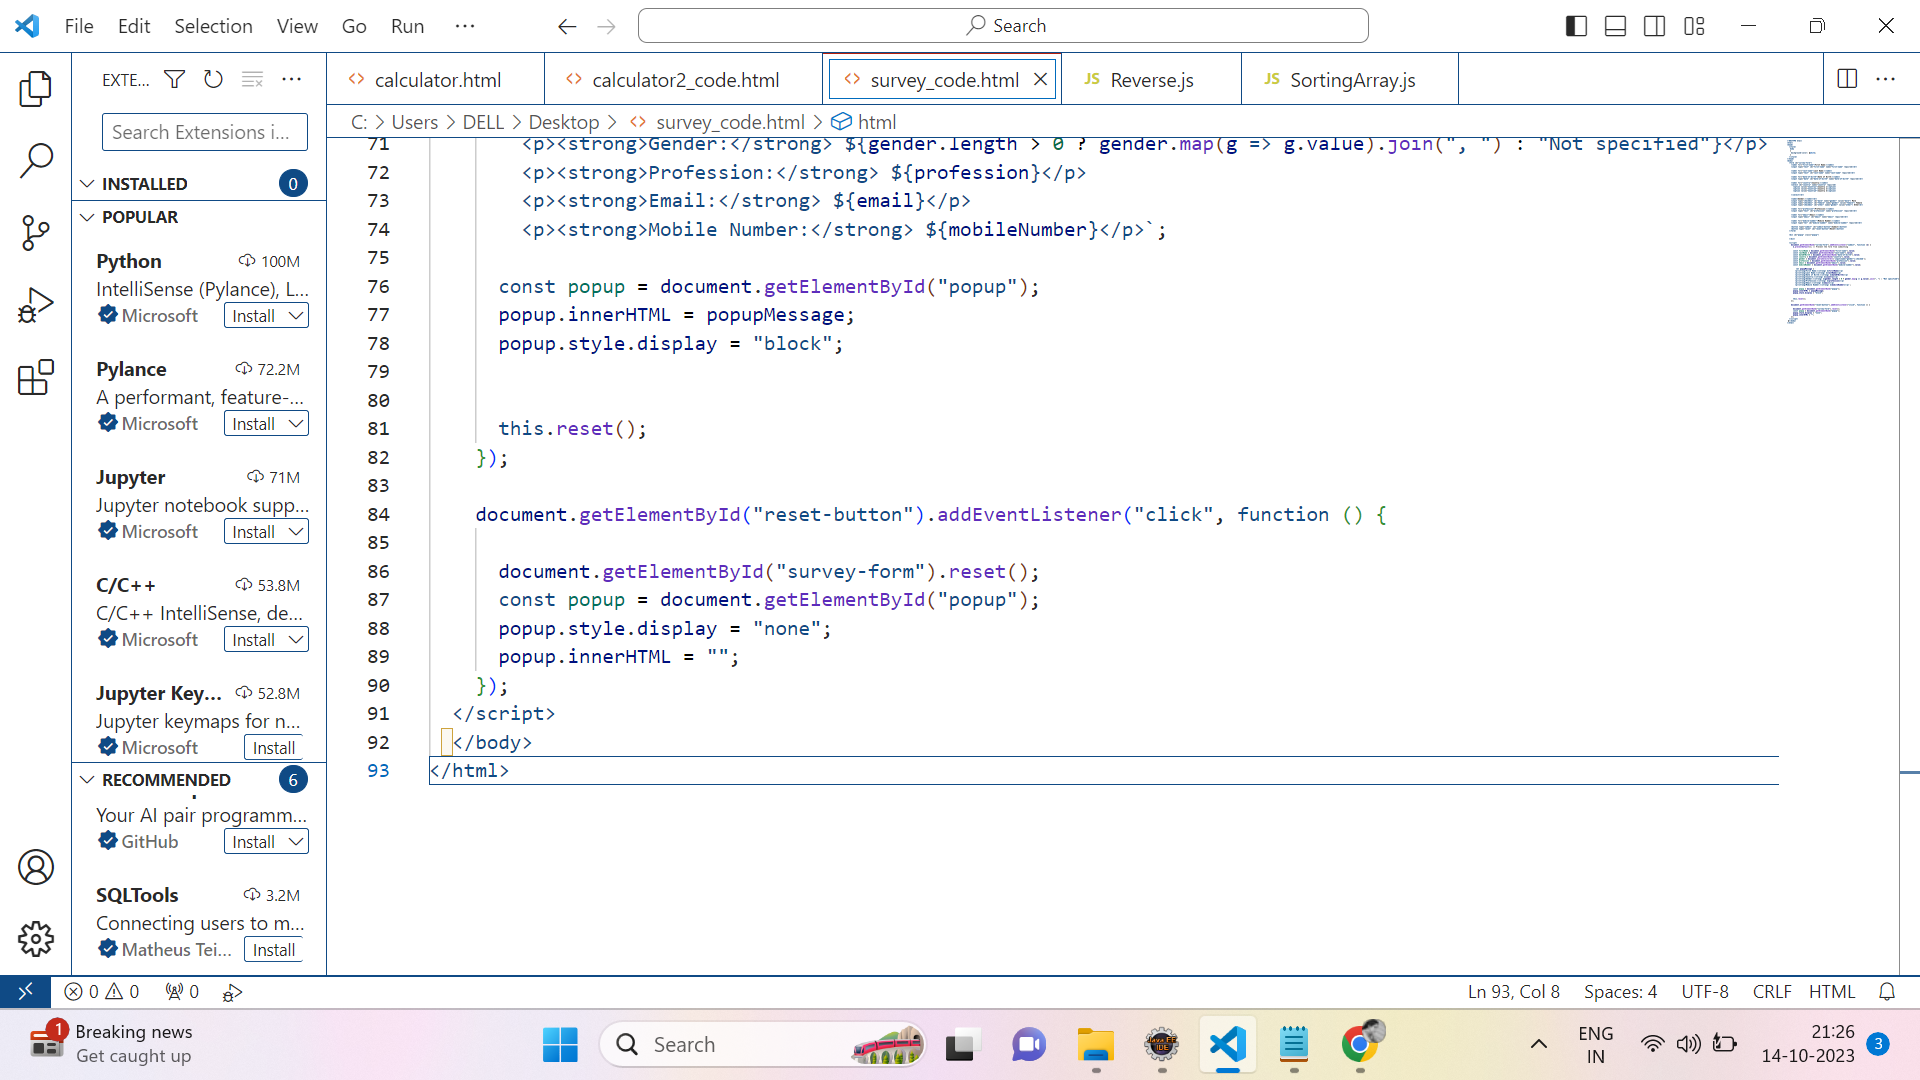 File Edit Selection View Go Run ···
Search
EXTE...
calculator.html calculator2_code.html survey_code.html JS Reverse.js JS SortingArray.js
Search Extensions i...
C: > Users > DELL > Desktop > survey_code.html > html
INSTALLED 0
POPULAR
Python 100M
IntelliSense (Pylance), L...
Microsoft Install
Pylance 72.2M
A performant, feature-...
Microsoft Install
Jupyter 71M
Jupyter notebook supp...
Microsoft Install
C/C++ 53.8M
C/C++ IntelliSense, de...
Microsoft Install
Jupyter Key... 52.8M
Jupyter keymaps for n...
Microsoft Install
RECOMMENDED 6
Your AI pair programm...
GitHub Install
SQLTools 3.2M
Connecting users to m...
Matheus Tei... Install
71 <p><strong>Gender:</strong> ${gender.length > 0 ? gender.map(g => g.value).join(", ") : "Not specified"}</p>
72 <p><strong>Profession:</strong> ${profession}</p>
73 <p><strong>Email:</strong> ${email}</p>
74 <p><strong>Mobile Number:</strong> ${mobileNumber}</p>`;
75
76 const popup = document.getElementById("popup");
77 popup.innerHTML = popupMessage;
78 popup.style.display = "block";
79
80
81 this.reset();
82 });
83
84 document.getElementById("reset-button").addEventListener("click", function () {
85
86 document.getElementById("survey-form").reset();
87 const popup = document.getElementById("popup");
88 popup.style.display = "none";
89 popup.innerHTML = "";
90 });
91 </script>
92 </body>
93 </html>
0 0 0
Ln 93, Col 8 Spaces: 4 UTF-8 CRLF HTML
1 Breaking news
Get caught up
Search
ENG
IN
21:26
14-10-2023
3